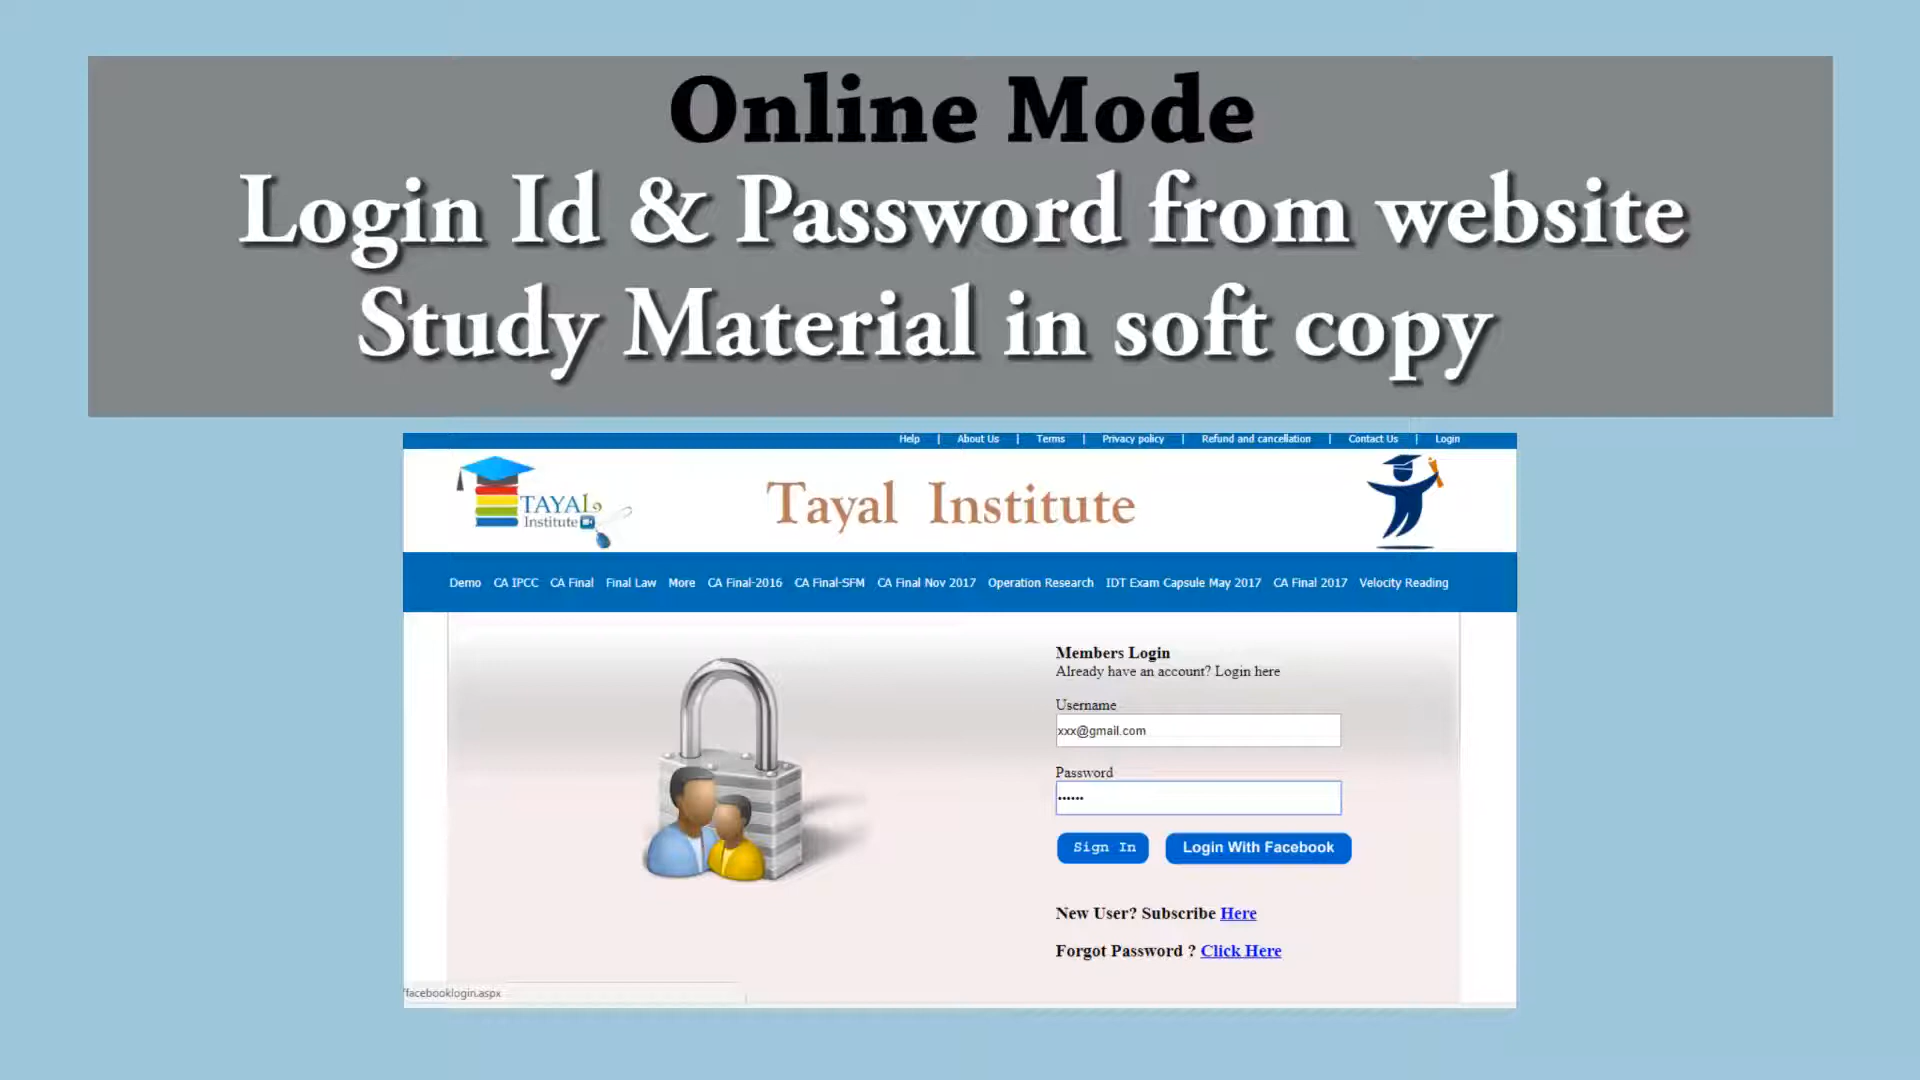 Online Mode
Login Id & Password from website
Study Material in soft copy
Help | About Us | Terms | Privacy policy | Refund and cancellation | Contact Us | Login
TAYAL
Institute
Tayal Institute
Demo CA IPCC CA Final Final Law More CA Final-2016 CA Final-SFM CA Final Nov 2017 Operation Research IDT Exam Capsule May 2017 CA Final 2017 Velocity Reading
Members Login
Already have an account? Login here
Username
xxx@gmail.com
Password
••••••
Sign In Login With Facebook
New User? Subscribe Here
Forgot Password ? Click Here
/facebooklogin.aspx